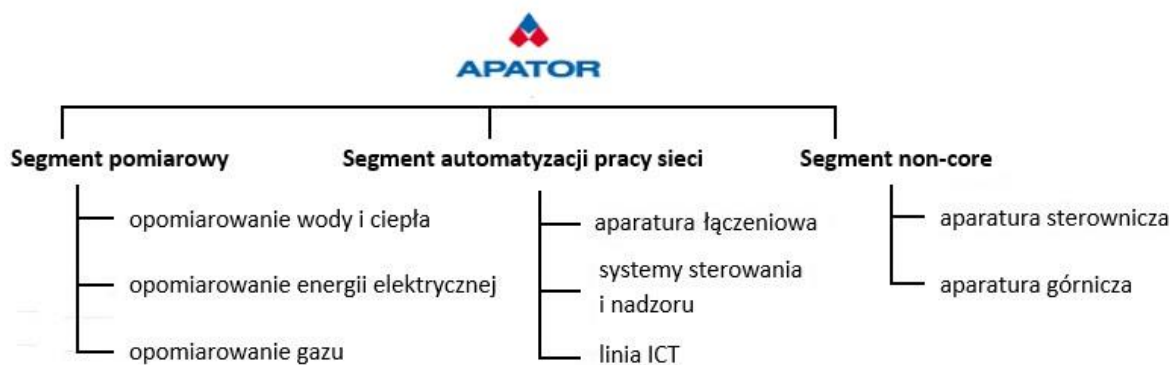 APATOR
Segment pomiarowy
opomiarowanie wody i ciepła
opomiarowanie energii elektrycznej
opomiarowanie gazu
Segment automatyzacji pracy sieci
aparatura łączeniowa
systemy sterowania
i nadzoru
linia ICT
Segment non-core
aparatura sterownicza
aparatura górnicza